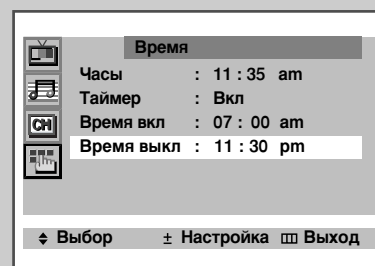 Время
Часы : 11 : 35 am
Таймер : Вкл
CH
Время вкл : 07 : 00 am
Время выкл : 11 : 30 pm
Выбор ± Настройка Выход